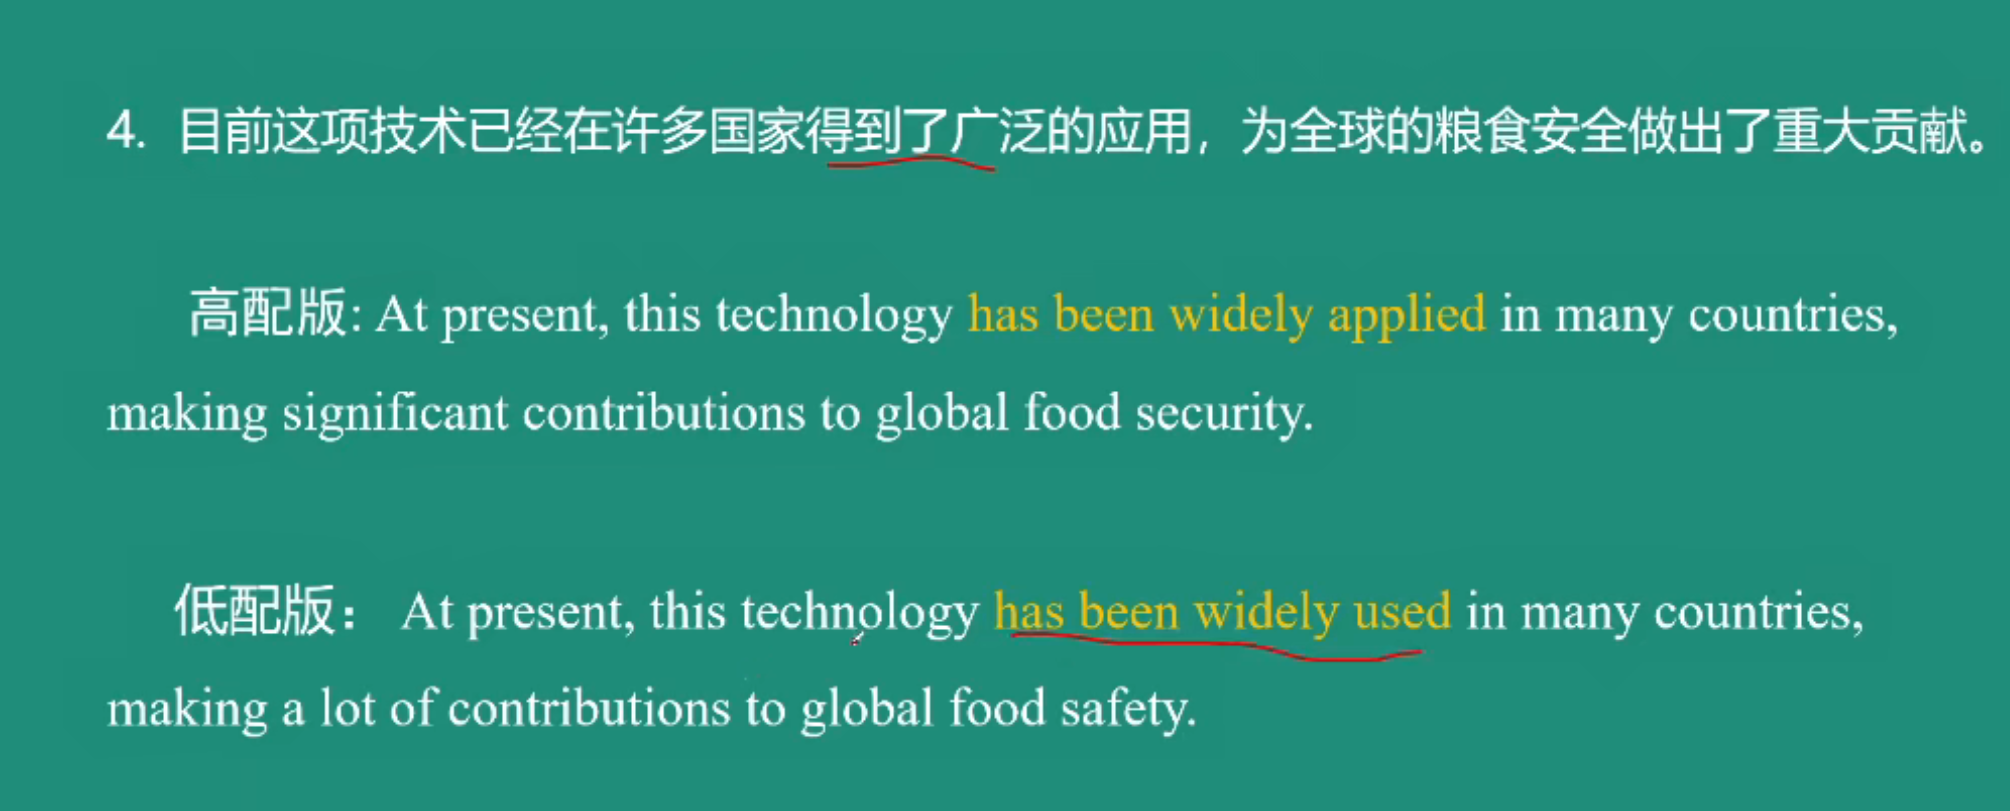 4. 目前这项技术已经在许多国家得到了广泛的应用，为全球的粮食安全做出了重大贡献。
高配版: At present, this technology has been widely applied in many countries,
making significant contributions to global food security.
低配版： At present, this technology has been widely used in many countries,
making a lot of contributions to global food safety.